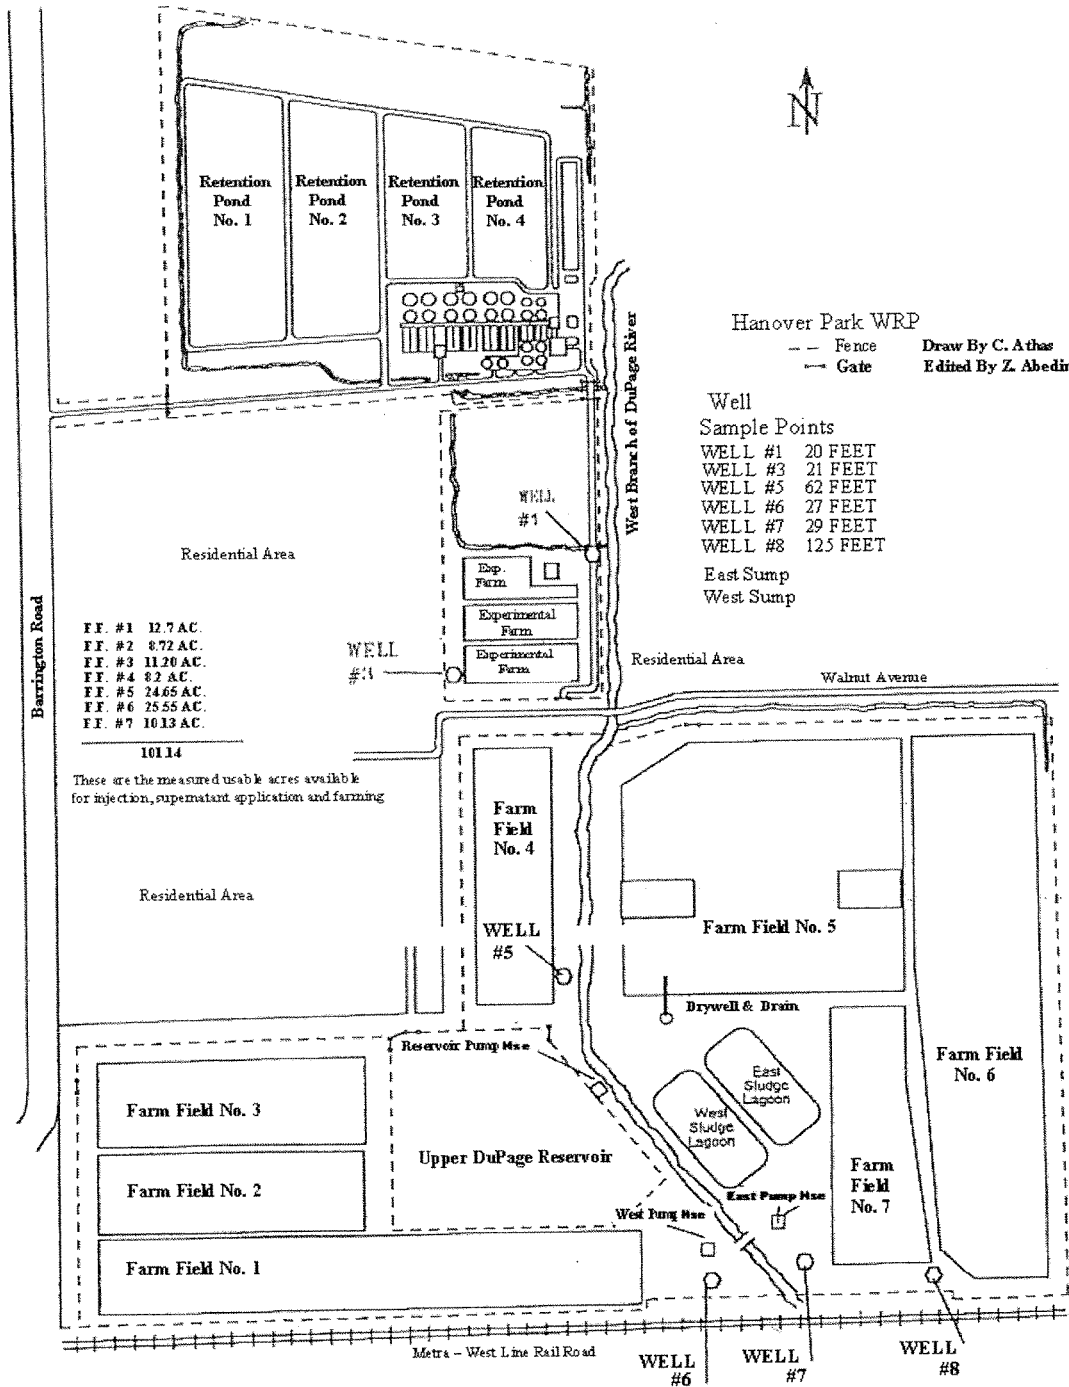 N
Retention
Pond
No. 1
Retention
Pond
No. 2
Retention
Pond
No. 3
Retention
Pond
No. 4
West Branch of DuPage River
Hanover Park WRP
Fence
Gate
Draw By C. Athas
Edited By Z. Abedin
Well
Sample Points
WELL #1 20 FEET
WELL #3 21 FEET
WELL #5 62 FEET
WELL #6 27 FEET
WELL #7 29 FEET
WELL #8 125 FEET
East Sump
West Sump
WELL
#1
Residential Area
Exp.
Farm
Experimental
Farm
Experimental
Farm
WELL
#3
Barrington Road
F.F. #1 12.7 AC.
F.F. #2 8.72 AC.
F.F. #3 11.20 AC.
F.F. #4 8.2 AC.
F.F. #5 24.65 AC.
F.F. #6 25.55 AC.
F.F. #7 10.13 AC.
101.14
These are the measured usable acres available
for injection, supernatant application and farming
Residential Area
Walnut Avenue
Residential Area
Farm
Field
No. 4
WELL
#5
Farm Field No. 5
Drywell & Drain
Reservoir Pump Hse
East
Sludge
Lagoon
West
Sludge
Lagoon
Farm Field
No. 6
Farm Field No. 3
Farm Field No. 2
Farm Field No. 1
Upper DuPage Reservoir
Farm
Field
No. 7
East Pump Hse
West Pump Hse
Metra - West Line Rail Road
WELL
#6
WELL
#7
WELL
#8